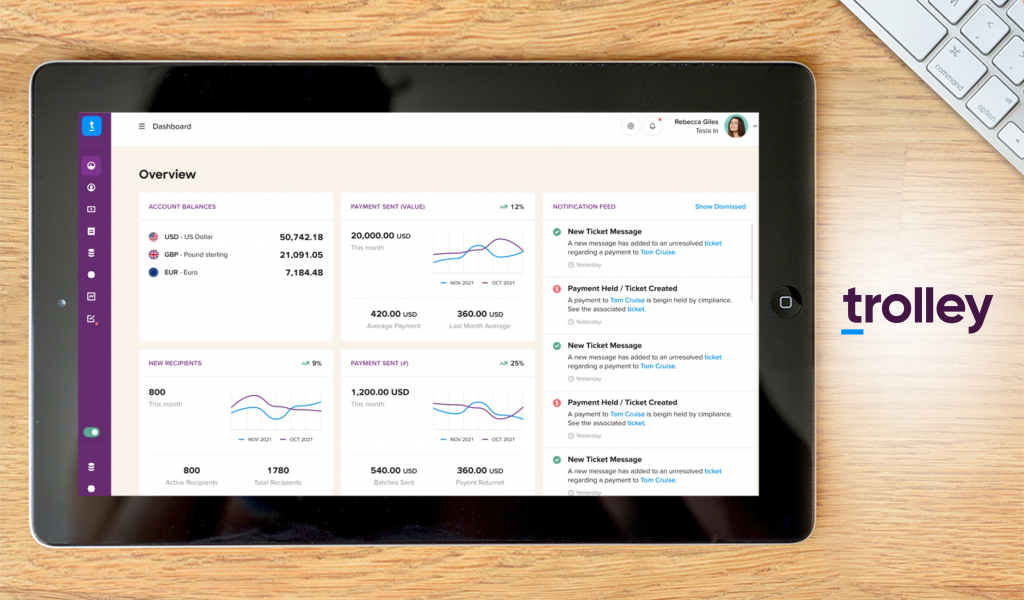 t
Dashboard
Rebecca Giles
Tesla In
Overview
ACCOUNT BALANCES
USD - US Dollar 50,742.18
GBP - Pound sterling 21,091.05
EUR - Euro 7,184.48
PAYMENT SENT (VALUE) 12%
20,000.00 USD
This month
NOV 2021 OCT 2021
420.00 USD 360.00 USD
Average Payment Last Month Average
NEW RECIPIENTS 9%
800
This month
NOV 2021 OCT 2021
800 1780
Active Recipients Total Recipients
PAYMENT SENT (#) 25%
1,200.00 USD
This month
NOV 2021 OCT 2021
540.00 USD 360.00 USD
Batches Sent Payent Returnet
NOTIFICATION FEED Show Dismissed
New Ticket Message
A new message has added to an unresolved ticket
regarding a payment to Tom Cruise.
Yesterday
Payment Held / Ticket Created
A payment to Tom Cruise is beigin held by cimpliance.
See the associated ticket.
Yesterday
New Ticket Message
A new message has added to an unresolved ticket
regarding a payment to Tom Cruise.
Yesterday
Payment Held / Ticket Created
A payment to Tom Cruise is beigin held by cimpliance.
See the associated ticket.
Yesterday
New Ticket Message
A new message has added to an unresolved ticket
regarding a payment to Tom Cruise.
Yesterday
command
option
trolley